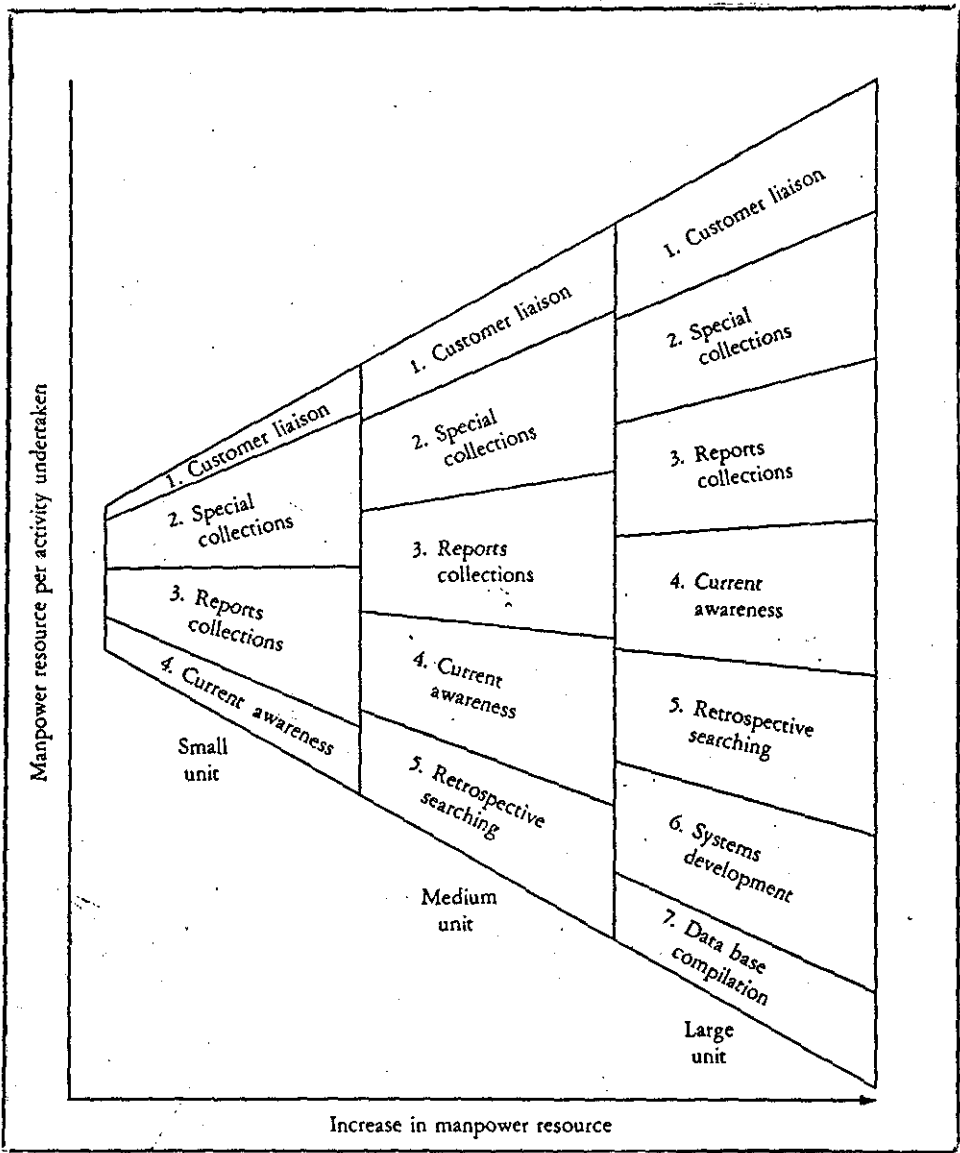 Manpower resource per activity undertaken
1. Customer liaison
2. Special
collections
3. Reports
collections
4. Current awareness
Small
unit
1. Customer liaison
2. Special
collections
3. Reports
collections
4. Current
awareness
5. Retrospective
searching
Medium
unit
1. Customer liaison
2. Special
collections
3. Reports
collections
4. Current
awareness
5. Retrospective
searching
6. Systems
development
7. Data base
compilation
Large
unit
Increase in manpower resource